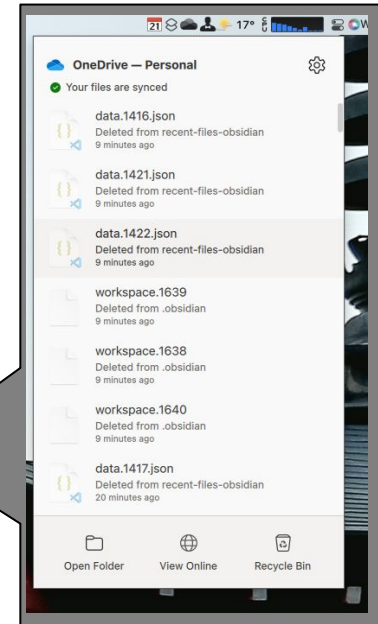 21
17°
OneDrive — Personal
Your files are synced
data.1416.json
Deleted from recent-files-obsidian
9 minutes ago
data.1421.json
Deleted from recent-files-obsidian
9 minutes ago
data.1422.json
Deleted from recent-files-obsidian
9 minutes ago
workspace.1639
Deleted from .obsidian
9 minutes ago
workspace.1638
Deleted from .obsidian
9 minutes ago
workspace.1640
Deleted from .obsidian
9 minutes ago
data.1417.json
Deleted from recent-files-obsidian
20 minutes ago
Open Folder
View Online
Recycle Bin